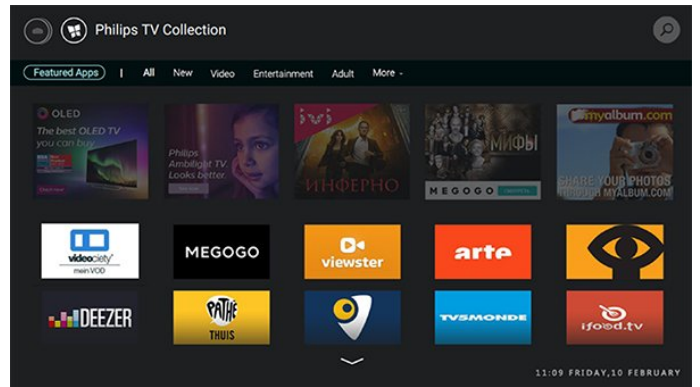 Philips TV Collection
Featured Apps | All New Video Entertainment Adult More
OLED
The best OLED TV
you can buy
Philips
Ambilight TV.
Looks better.
ivi
ИНФЕРНО
МИФЫ
MEGOGO
myalbum.com
SHARE YOUR PHOTOS
THROUGH MYALBUM.COM
videociety
mein VOD
MEGOGO
viewster
arte
DEEZER
PATHÉ
THUIS
TV5MONDE
ifood.tv
11:09 FRIDAY,10 FEBRUARY